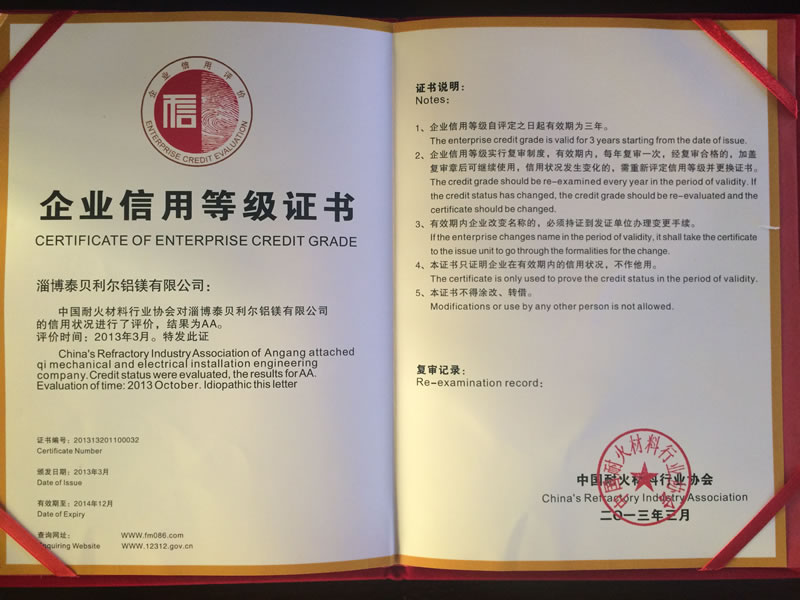 企业信用评价
信
ENTERPRISE CREDIT EVALUATION
企业信用等级证书
CERTIFICATE OF ENTERPRISE CREDIT GRADE
淄博泰贝利尔铝镁有限公司：
中国耐火材料行业协会对淄博泰贝利尔铝镁有限公司
的信用状况进行了评价，结果为AA。
评价时间：2013年3月。特发此证
China's Refractory Industry Association of Angang attached
qi mechanical and electrical installation engineering
company.Credit status were evaluated, the results for AA.
Evaluation of time: 2013 October. Idiopathic this letter
证书编号：201313201100032
Certificate Number
颁发日期：2013年3月
Date of Issue
有效期至：2014年12月
Date of Expiry
查询网址： WWW.fm086.com
Enquiring Website WWW.12312.gov.cn
证书说明：
Notes:
1、企业信用等级自评定之日起有效期为三年。
The enterprise credit grade is valid for 3 years starting from the date of issue.
2、企业信用等级实行复审制度，有效期内，每年复审一次，经复审合格的，加盖
复审章后可继续使用，信用状况发生变化的，需重新评定信用等级并更换证书。
The credit grade should be re-examined every year in the period of validity. If
the credit status has changed, the credit grade should be re-evaluated and the
certificate should be changed.
3、有效期内企业改变名称的，必须持证到发证单位办理变更手续。
If the enterprise changes name in the period of validity, it shall take the certificate
to the issue unit to go through the formalities for the change.
4、本证书只证明企业在有效期内的信用状况，不作他用。
The certificate is only used to prove the credit status in the period of validity.
5、本证书不得涂改、转借。
Modifications or use by any other person is not allowed.
复审记录：
Re-examination record:
中国耐火材料行业协会
中国耐火材料行业协会
China's Refractory Industry Association
二〇一三年三月